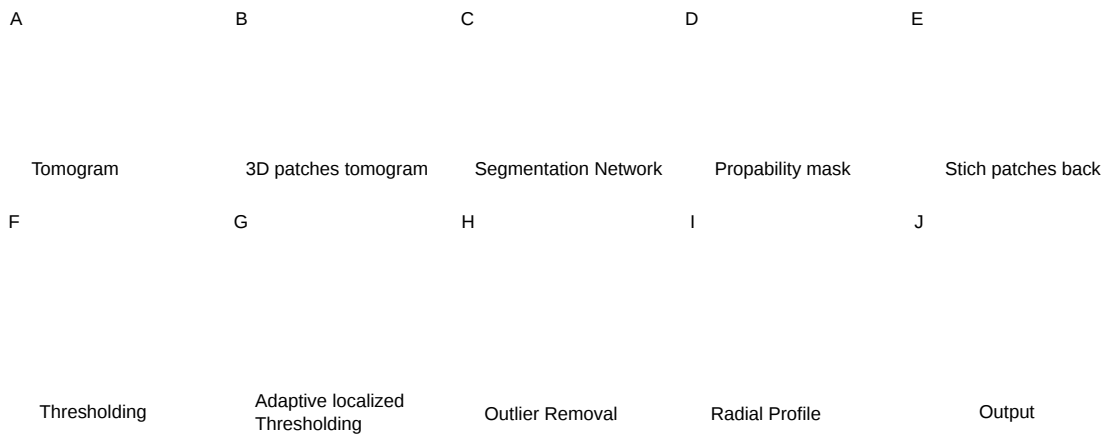 A
B
C
D
E
Tomogram
3D patches tomogram
Segmentation Network
Propability mask
Stich patches back
F
G
H
I
J
Thresholding
Adaptive localized
Thresholding
Outlier Removal
Radial Profile
Output